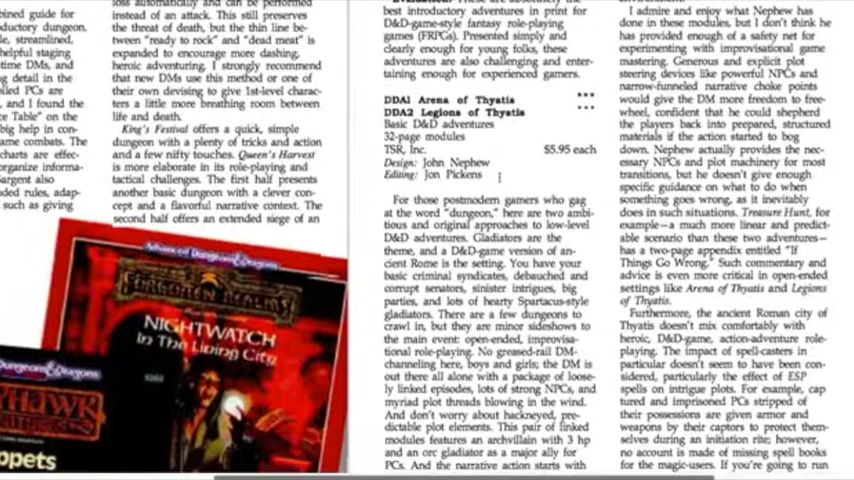 bined guide for
ductory dungeon,
le, streamlined,
helpful staging
time DMs, and
ng detail in the
lled PCs are
, and I found the
ce Table" on the
big help in con-
ame combats. The
charts are effec-
organize informa-
Sargent also
ded rules, adap-
such as giving
loss automatically and can be performed
instead of an attack. This still preserves
the threat of death, but the thin line be-
tween "ready to rock" and "dead meat" is
expanded to encourage more dashing,
heroic adventuring. I strongly recommend
that new DMs use this method or one of
their own devising to give 1st-level charac-
ters a little more breathing room between
life and death.
King's Festival offers a quick, simple
dungeon with a plenty of tricks and action
and a few nifty touches. Queen's Harvest
is more elaborate in its role-playing and
tactical challenges. The first half presents
another basic dungeon with a clever con-
cept and a flavorful narrative context. The
second half offers an extended siege of an
Advanced Dungeons & Dragons
FORGOTTEN REALMS
NIGHTWATCH
In The Living City
Dungeons & Dragons
YHAWK
ppets
best introductory adventures in print for
D&D-game-style fantasy role-playing
games (FRPGs). Presented simply and
clearly enough for young folks, these
adventures are also challenging and enter-
taining enough for experienced gamers.
DDA1 Arena of Thyatis ***
DDA2 Legions of Thyatis ***
Basic D&D adventures
32-page modules
TSR, Inc. $5.95 each
Design: John Nephew
Editing: Jon Pickens
For those postmodern gamers who gag
at the word "dungeon," here are two ambi-
tious and original approaches to low-level
D&D adventures. Gladiators are the
theme, and a D&D-game version of an-
cient Rome is the setting. You have your
basic criminal syndicates, debauched and
corrupt senators, sinister intrigues, big
parties, and lots of hearty Spartacus-style
gladiators. There are a few dungeons to
crawl in, but they are minor sideshows to
the main event: open-ended, improvisa-
tional role-playing. No greased-rail DM-
channeling here, boys and girls; the DM is
out there all alone with a package of loose-
ly linked episodes, lots of strong NPCs, and
myriad plot threads blowing in the wind.
And don't worry about hackneyed, pre-
dictable plot elements. This pair of linked
modules features an archvillain with 3 hp
and an orc gladiator as a major ally for
PCs. And the narrative action starts with
I admire and enjoy what Nephew has
done in these modules, but I don't think he
has provided enough of a safety net for
experimenting with improvisational game
mastering. Generous and explicit plot
steering devices like powerful NPCs and
narrow-funneled narrative choke points
would give the DM more freedom to free-
wheel, confident that he could shepherd
the players back into prepared, structured
materials if the action started to bog
down. Nephew actually provides the nec-
essary NPCs and plot machinery for most
transitions, but he doesn't give enough
specific guidance on what to do when
something goes wrong, as it inevitably
does in such situations. Treasure Hunt, for
example—a much more linear and predict-
able scenario than these two adventures—
has a two-page appendix entitled "If
Things Go Wrong." Such commentary and
advice is even more critical in open-ended
settings like Arena of Thyatis and Legions
of Thyatis.
Furthermore, the ancient Roman city of
Thyatis doesn't mix comfortably with
heroic, D&D-game, action-adventure role-
playing. The impact of spell-casters in
particular doesn't seem to have been con-
sidered, particularly the effect of ESP
spells on intrigue plots. For example, cap
tured and imprisoned PCs stripped of
their possessions are given armor and
weapons by their captors to protect them-
selves during an initiation rite; however,
no account is made of missing spell books
for the magic-users. If you're going to run